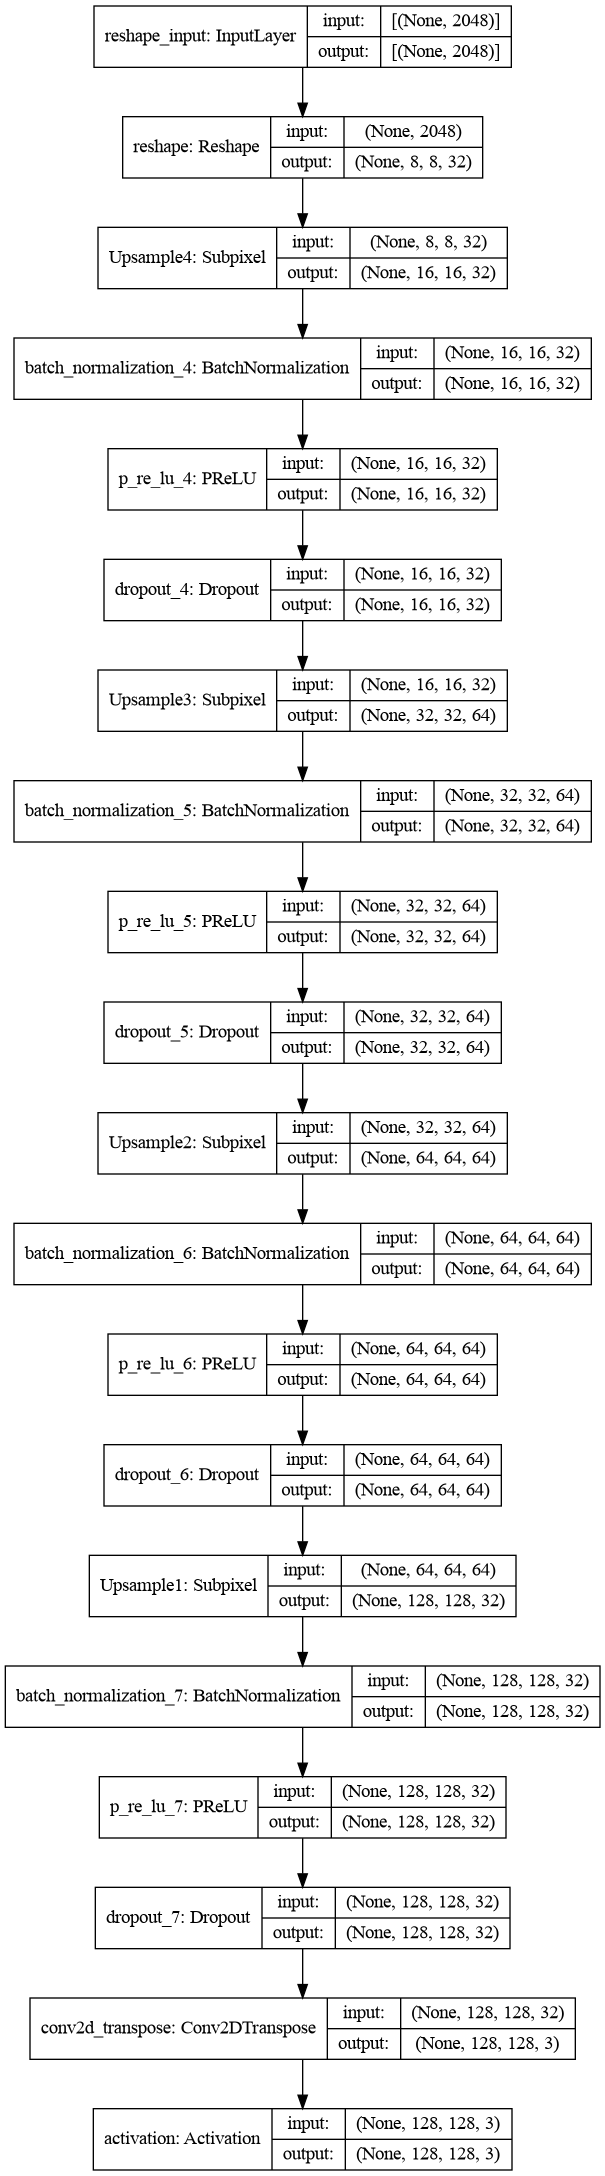 reshape_input: InputLayer
input: [(None, 2048)]
output: [(None, 2048)]
reshape: Reshape
input: (None, 2048)
output: (None, 8, 8, 32)
Upsample4: Subpixel
input: (None, 8, 8, 32)
output: (None, 16, 16, 32)
batch_normalization_4: BatchNormalization
input: (None, 16, 16, 32)
output: (None, 16, 16, 32)
p_re_lu_4: PReLU
input: (None, 16, 16, 32)
output: (None, 16, 16, 32)
dropout_4: Dropout
input: (None, 16, 16, 32)
output: (None, 16, 16, 32)
Upsample3: Subpixel
input: (None, 16, 16, 32)
output: (None, 32, 32, 64)
batch_normalization_5: BatchNormalization
input: (None, 32, 32, 64)
output: (None, 32, 32, 64)
p_re_lu_5: PReLU
input: (None, 32, 32, 64)
output: (None, 32, 32, 64)
dropout_5: Dropout
input: (None, 32, 32, 64)
output: (None, 32, 32, 64)
Upsample2: Subpixel
input: (None, 32, 32, 64)
output: (None, 64, 64, 64)
batch_normalization_6: BatchNormalization
input: (None, 64, 64, 64)
output: (None, 64, 64, 64)
p_re_lu_6: PReLU
input: (None, 64, 64, 64)
output: (None, 64, 64, 64)
dropout_6: Dropout
input: (None, 64, 64, 64)
output: (None, 64, 64, 64)
Upsample1: Subpixel
input: (None, 64, 64, 64)
output: (None, 128, 128, 32)
batch_normalization_7: BatchNormalization
input: (None, 128, 128, 32)
output: (None, 128, 128, 32)
p_re_lu_7: PReLU
input: (None, 128, 128, 32)
output: (None, 128, 128, 32)
dropout_7: Dropout
input: (None, 128, 128, 32)
output: (None, 128, 128, 32)
conv2d_transpose: Conv2DTranspose
input: (None, 128, 128, 32)
output: (None, 128, 128, 3)
activation: Activation
input: (None, 128, 128, 3)
output: (None, 128, 128, 3)